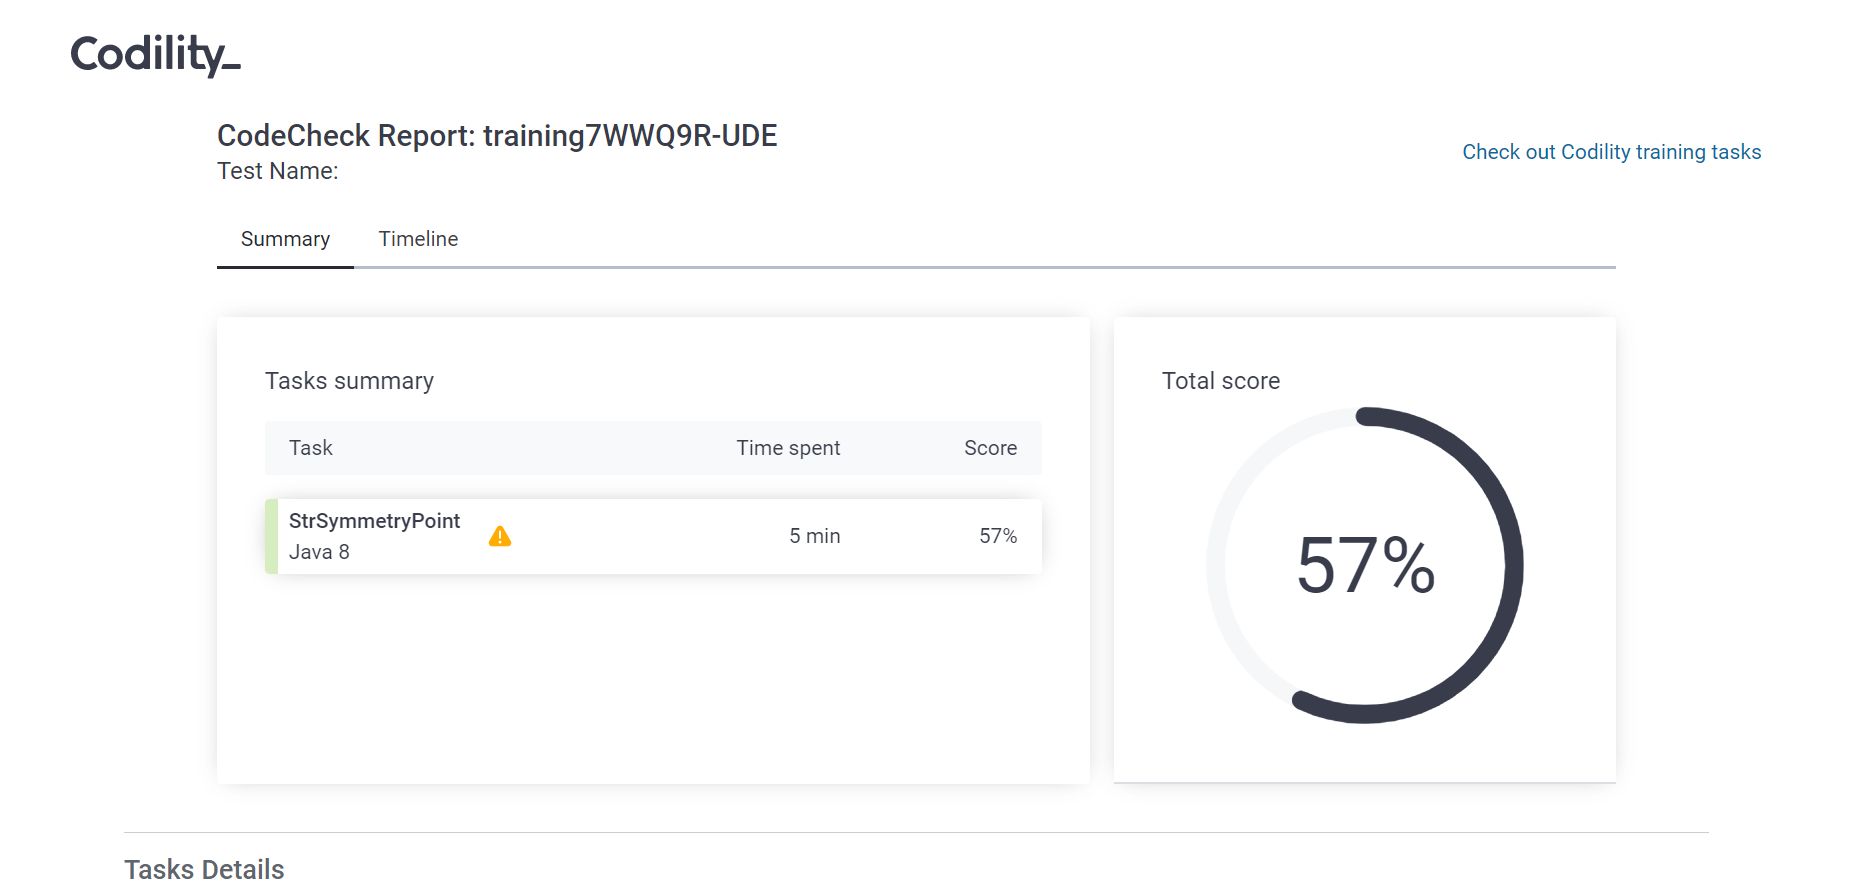 Codility_
CodeCheck Report: training7WWQ9R-UDE
Test Name:
Check out Codility training tasks
Summary Timeline
Tasks summary
Task Time spent Score
StrSymmetryPoint
Java 8
5 min 57%
Total score
57%
Tasks Details